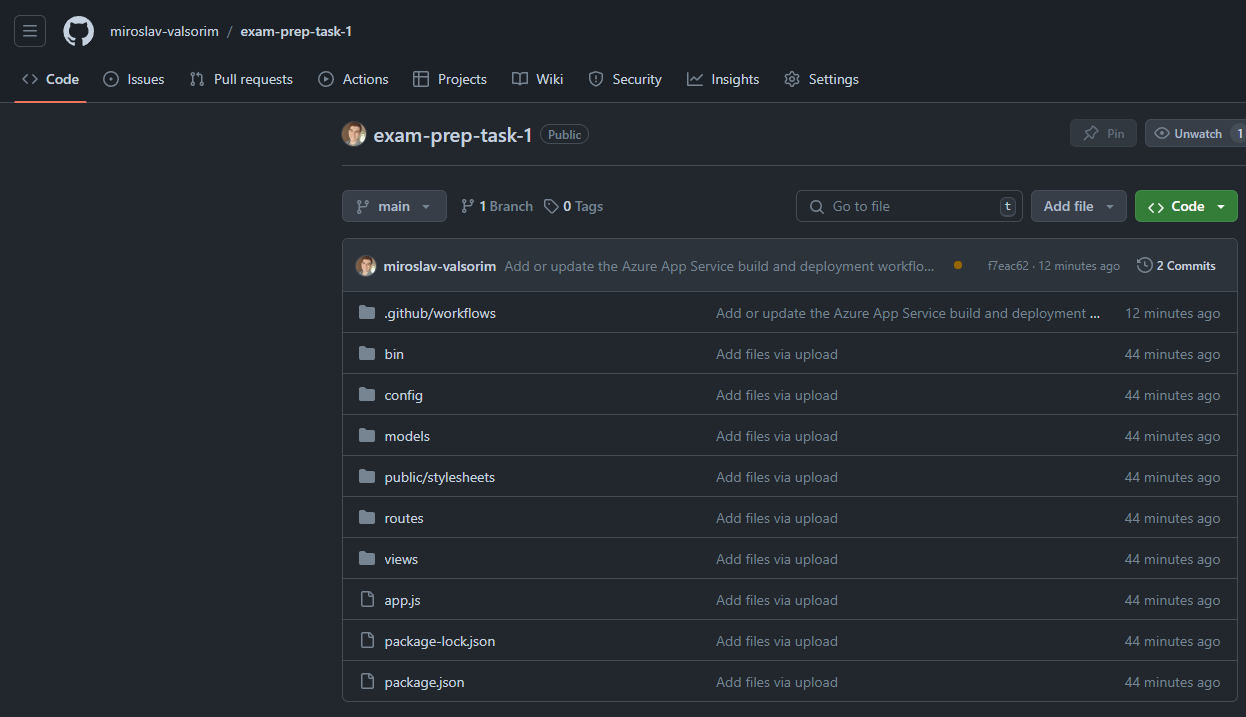 miroslav-valsorim / exam-prep-task-1
Code Issues Pull requests Actions Projects Wiki Security Insights Settings
exam-prep-task-1 Public Pin Unwatch 1
main 1 Branch 0 Tags Go to file t Add file Code
miroslav-valsorim Add or update the Azure App Service build and deployment workflo... f7eac62 · 12 minutes ago 2 Commits
.github/workflows Add or update the Azure App Service build and deployment ... 12 minutes ago
bin Add files via upload 44 minutes ago
config Add files via upload 44 minutes ago
models Add files via upload 44 minutes ago
public/stylesheets Add files via upload 44 minutes ago
routes Add files via upload 44 minutes ago
views Add files via upload 44 minutes ago
app.js Add files via upload 44 minutes ago
package-lock.json Add files via upload 44 minutes ago
package.json Add files via upload 44 minutes ago